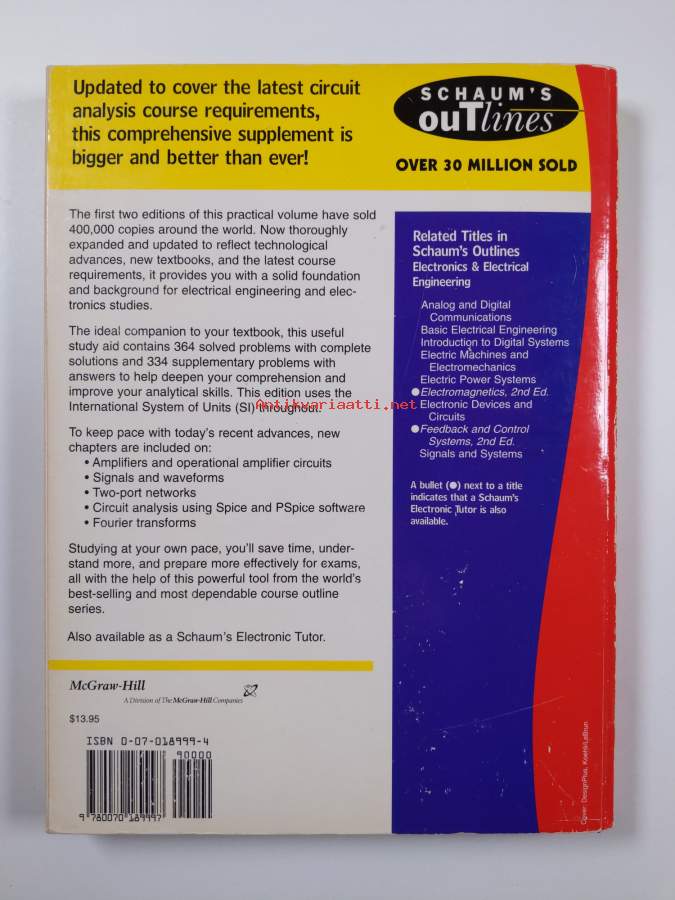 Updated to cover the latest circuit
analysis course requirements,
this comprehensive supplement is
bigger and better than ever!
SCHAUM'S
ouTlines
OVER 30 MILLION SOLD
The first two editions of this practical volume have sold
400,000 copies around the world. Now thoroughly
expanded and updated to reflect technological
advances, new textbooks, and the latest course
requirements, it provides you with a solid foundation
and background for electrical engineering and elec-
tronics studies.
The ideal companion to your textbook, this useful
study aid contains 364 solved problems with complete
solutions and 334 supplementary problems with
answers to help deepen your comprehension and
improve your analytical skills. This edition uses the
International System of Units (SI) throughout.
Antikvariaatti.net
To keep pace with today's recent advances, new
chapters are included on:
• Amplifiers and operational amplifier circuits
• Signals and waveforms
• Two-port networks
• Circuit analysis using Spice and PSpice software
• Fourier transforms
Studying at your own pace, you'll save time, under-
stand more, and prepare more effectively for exams,
all with the help of this powerful tool from the world's
best-selling and most dependable course outline
series.
Also available as a Schaum's Electronic Tutor.
Related Titles in
Schaum's Outlines
Electronics & Electrical
Engineering
Analog and Digital
Communications
Basic Electrical Engineering
Introduction to Digital Systems
Electric Machines and
Electromechanics
Electric Power Systems
●Electromagnetics, 2nd Ed.
Electronic Devices and
Circuits
●Feedback and Control
Systems, 2nd Ed.
Signals and Systems
A bullet (●) next to a title
indicates that a Schaum's
Electronic Tutor is also
available.
McGraw-Hill
A Division of The McGraw-Hill Companies
$13.95
ISBN 0-07-018999-4
90000
9 780070 189997
Cover: DesignPlus, Koehl/LeBrun